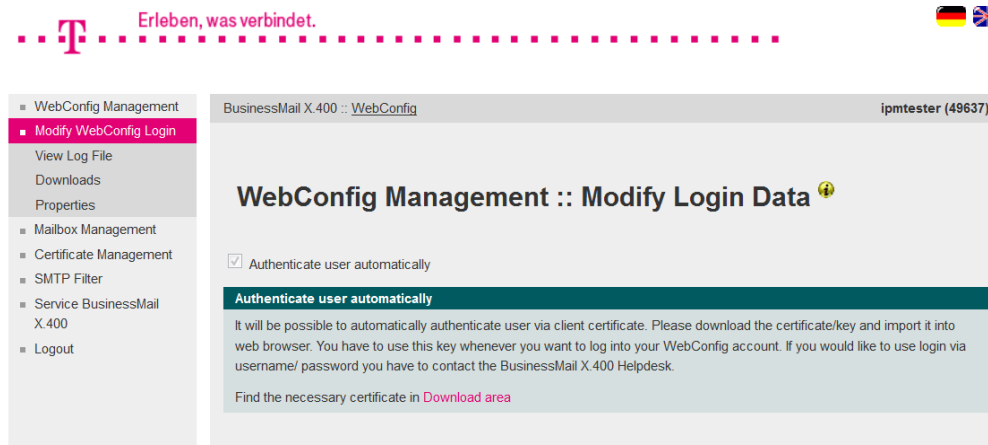 Erleben, was verbindet.
T
WebConfig Management
Modify WebConfig Login
View Log File
Downloads
Properties
Mailbox Management
Certificate Management
SMTP Filter
Service BusinessMail
X.400
Logout
BusinessMail X.400 :: WebConfig
ipmtester (49637)
WebConfig Management :: Modify Login Data
Authenticate user automatically
Authenticate user automatically
It will be possible to automatically authenticate user via client certificate. Please download the certificate/key and import it into
web browser. You have to use this key whenever you want to log into your WebConfig account. If you would like to use login via
username/ password you have to contact the BusinessMail X.400 Helpdesk.
Find the necessary certificate in Download area